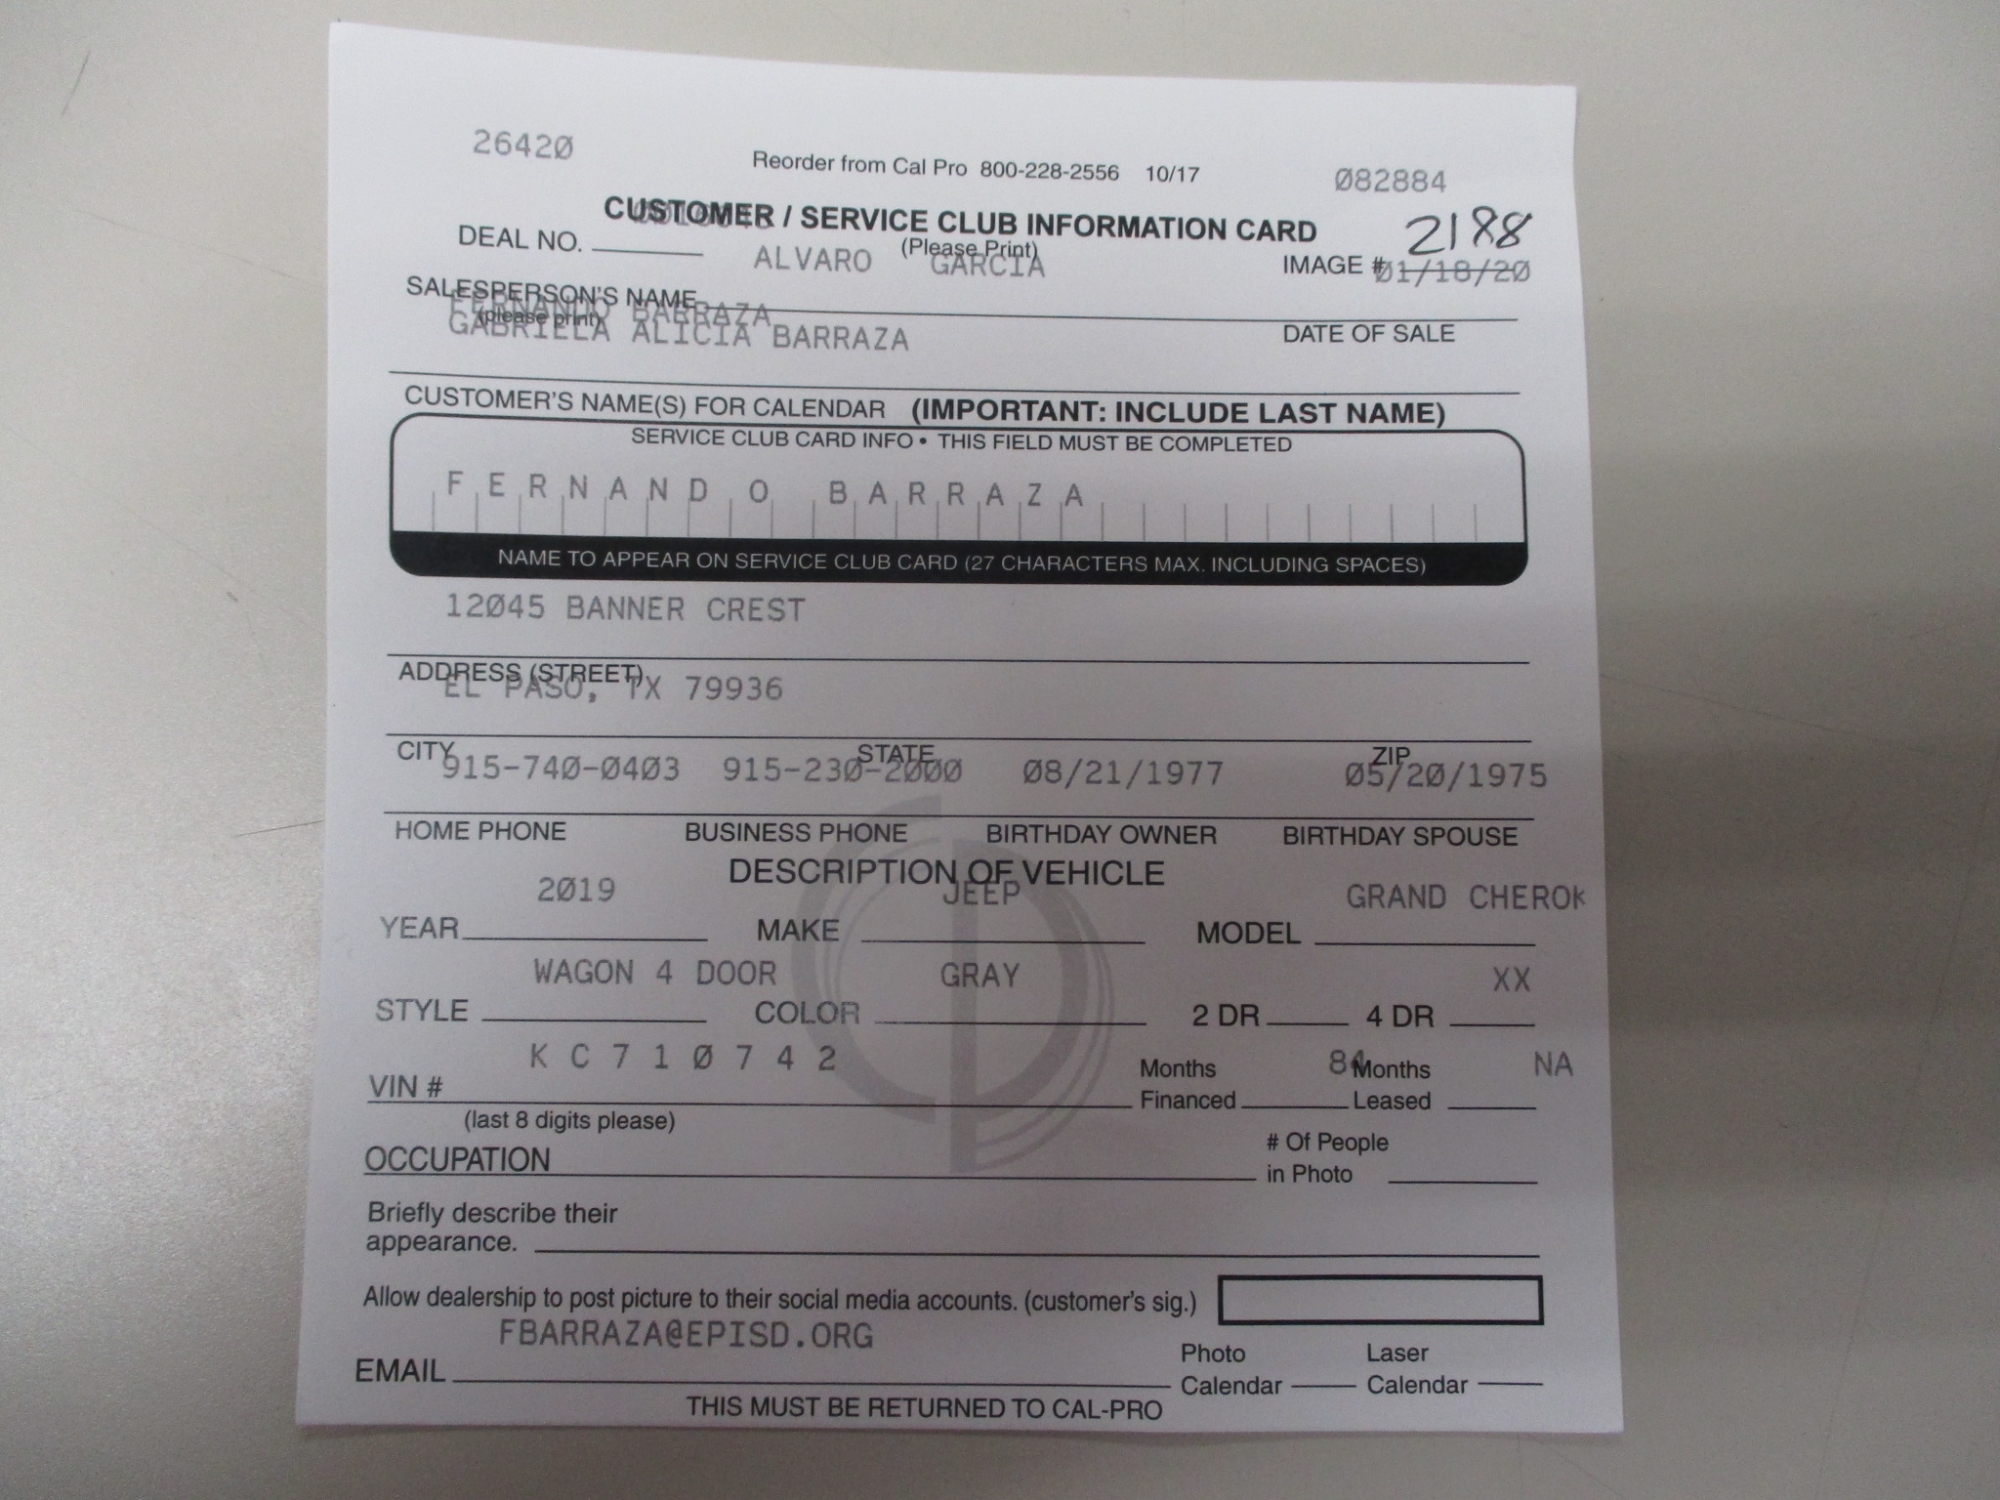 26420
Reorder from Cal Pro 800-228-2556 10/17
082884
CUSTOMER / SERVICE CLUB INFORMATION CARD
2188
DEAL NO.
(Please Print)
ALVARO GARCIA
IMAGE #
01/18/20
SALESPERSON'S NAME
(please print)
FERNANDO BARRAZA
GABRIELA ALICIA BARRAZA
DATE OF SALE
CUSTOMER'S NAME(S) FOR CALENDAR (IMPORTANT: INCLUDE LAST NAME)
SERVICE CLUB CARD INFO • THIS FIELD MUST BE COMPLETED
FERNANDO BARRAZA
NAME TO APPEAR ON SERVICE CLUB CARD (27 CHARACTERS MAX. INCLUDING SPACES)
12045 BANNER CREST
ADDRESS (STREET)
EL PASO, TX 79936
CITY STATE ZIP
915-740-0403 915-230-2000 08/21/1977 05/20/1975
HOME PHONE BUSINESS PHONE BIRTHDAY OWNER BIRTHDAY SPOUSE
DESCRIPTION OF VEHICLE
2019 JEEP GRAND CHEROK
YEAR MAKE MODEL
WAGON 4 DOOR GRAY XX
STYLE COLOR 2 DR 4 DR
KC710742 84 NA
VIN # Months Financed Months Leased
(last 8 digits please)
OCCUPATION # Of People in Photo
Briefly describe their
appearance.
Allow dealership to post picture to their social media accounts. (customer's sig.)
FBARRAZA@EPISD.ORG
EMAIL Photo Calendar Laser Calendar
THIS MUST BE RETURNED TO CAL-PRO